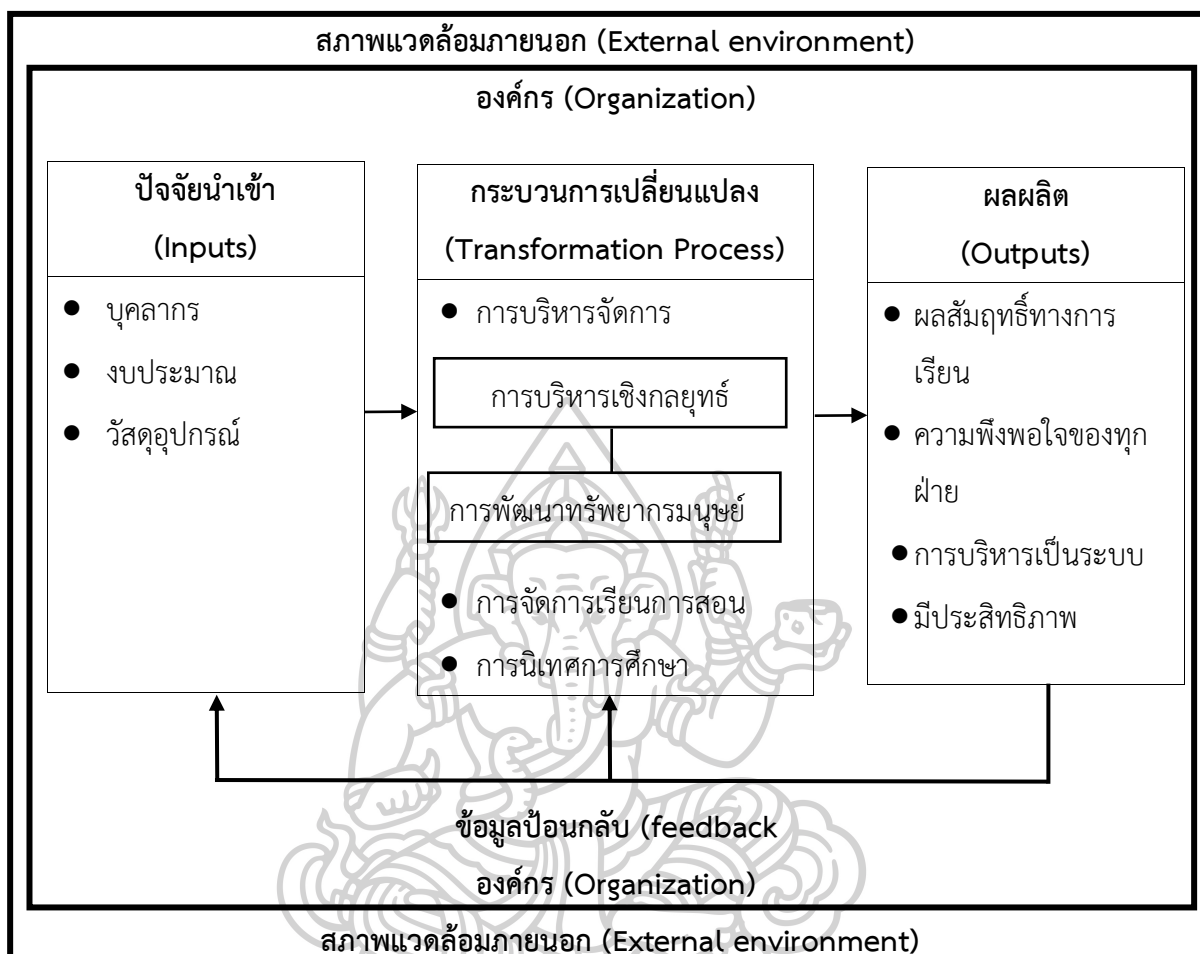 สภาพแวดล้อมภายนอก (External environment)
องค์กร (Organization)
ปัจจัยนำเข้า
(Inputs)
● บุคลากร
● งบประมาณ
● วัสดุอุปกรณ์
กระบวนการเปลี่ยนแปลง
(Transformation Process)
● การบริหารจัดการ
การบริหารเชิงกลยุทธ์
การพัฒนาทรัพยากรมนุษย์
● การจัดการเรียนการสอน
● การนิเทศการศึกษา
ผลผลิต
(Outputs)
● ผลสัมฤทธิ์ทางการ
เรียน
● ความพึงพอใจของทุก
ฝ่าย
● การบริหารเป็นระบบ
● มีประสิทธิภาพ
ข้อมูลป้อนกลับ (feedback
องค์กร (Organization)
สภาพแวดล้อมภายนอก (External environment)